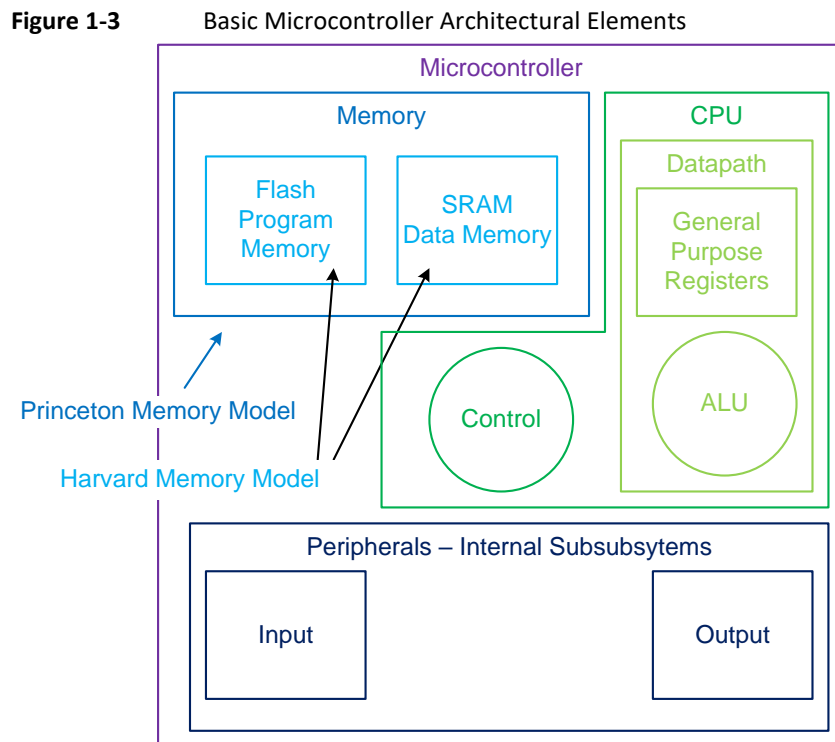 Figure 1-3 Basic Microcontroller Architectural Elements
Microcontroller
Memory
CPU
Datapath
Flash
Program
Memory
SRAM
Data Memory
General
Purpose
Registers
Princeton Memory Model
Control
ALU
Harvard Memory Model
Peripherals – Internal Subsubsytems
Input
Output